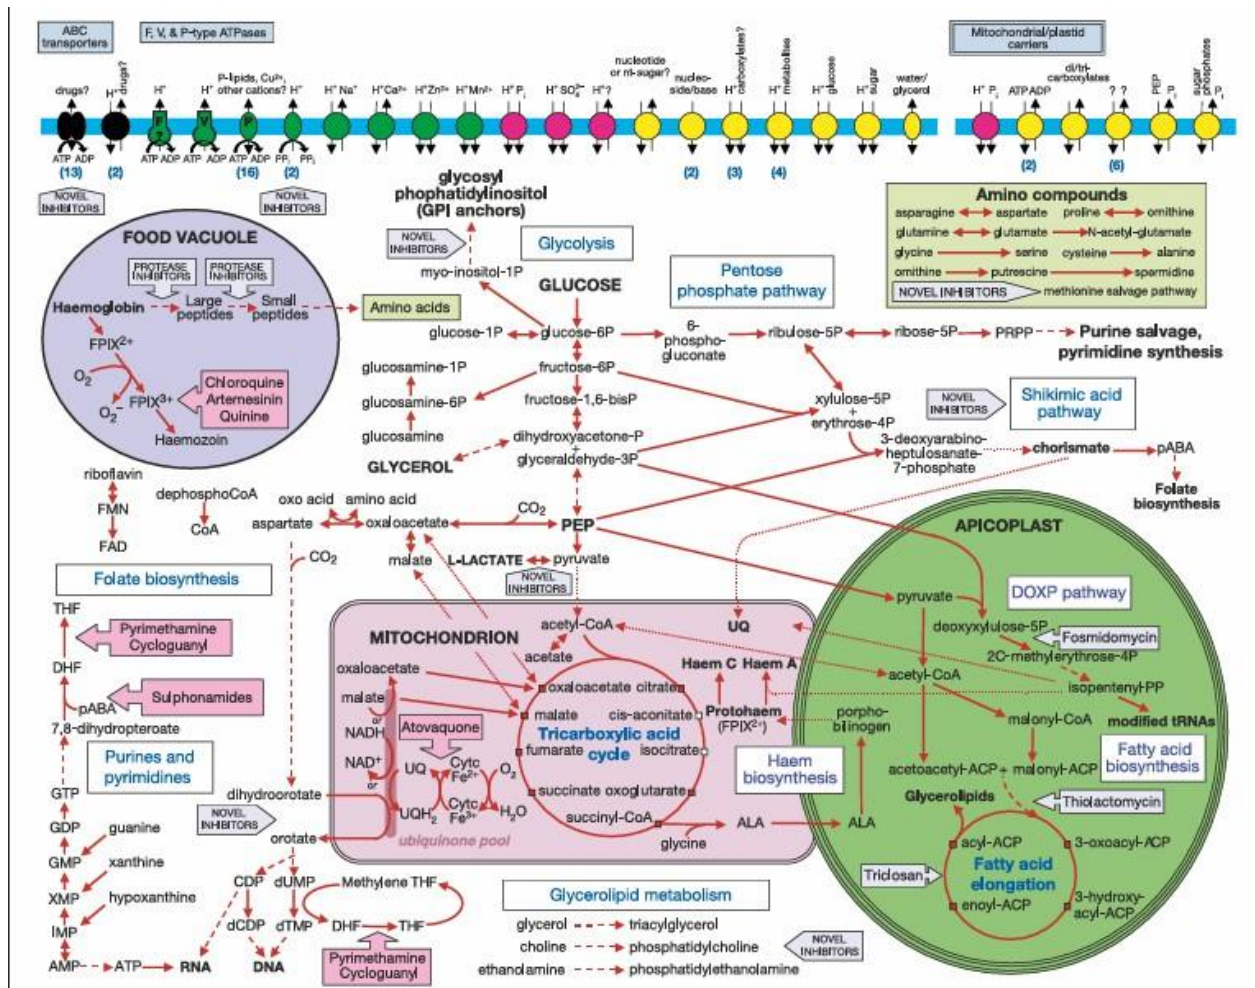 ABC
transporters
F, V, & P-type ATPases
Mitochondrial/plastid
carriers
drugs?
H⁺
drugs?
H⁺
H⁺
P-lipids, Cu²⁺,
other cations?
H⁺
H⁺ Na⁺
H⁺Ca²⁺
H⁺Zn²⁺
H⁺Mn²⁺
H⁺ Pᵢ
H⁺ SO₄²⁻
H⁺ ?
nucleotide
or nt-sugar?
nucleo-
side/base
H⁺
carboxylates?
H⁺
metabolites
H⁺
glucose
H⁺
sugar
water/
glycerol
H⁺ Pᵢ
ATP ADP
di/tri-
carboxylates
? ?
PEP
Pᵢ
sugar
phosphates
Pᵢ
F
?
V
P
ATP ADP
ATP ADP
ATP ADP
ATP ADP
PPᵢ PPᵢ
(13)
(2)
(16)
(2)
(2)
(3)
(4)
(2)
(6)
NOVEL
INHIBITORS
NOVEL
INHIBITORS
glycosyl
phophatidylinositol
(GPI anchors)
NOVEL
INHIBITORS
Glycolysis
myo-inositol-1P
Amino compounds
asparagine aspartate proline ornithine
glutamine glutamate N-acetyl-glutamate
glycine serine cysteine alanine
ornithine putrescine spermidine
NOVEL INHIBITORS methionine salvage pathway
FOOD VACUOLE
PROTEASE
INHIBITORS
PROTEASE
INHIBITORS
Haemoglobin
Large
peptides
Small
peptides
Amino acids
FPIX²⁺
O₂
O₂⁻
FPIX³⁺
Chloroquine
Artemesinin
Quinine
Haemozoin
Pentose
phosphate pathway
GLUCOSE
glucose-1P
glucose-6P
6-
phospho-
gluconate
ribulose-5P
ribose-5P
PRPP
Purine salvage,
pyrimidine synthesis
glucosamine-1P
fructose-6P
glucosamine-6P
fructose-1,6-bisP
xylulose-5P
+
erythrose-4P
NOVEL
INHIBITORS
Shikimic acid
pathway
glucosamine
dihydroxyacetone-P
+
glyceraldehyde-3P
GLYCEROL
3-deoxyarabino-
heptulosanate-
7-phosphate
chorismate
pABA
Folate
biosynthesis
riboflavin
FMN
FAD
dephosphoCoA
CoA
oxo acid amino acid
aspartate
oxaloacetate
CO₂
PEP
CO₂
malate
L-LACTATE
pyruvate
NOVEL
INHIBITORS
APICOPLAST
pyruvate
DOXP pathway
deoxyxylulose-5P
Fosmidomycin
2C-methylerythrose-4P
acetyl-CoA
isopentenyl-PP
modified tRNAs
malonyl-CoA
Fatty acid
biosynthesis
acetoacetyl-ACP + malonyl-ACP
Glycerolipids
Thiolactomycin
acyl-ACP
3-oxoacyl-ACP
Triclosan
Fatty acid
elongation
enoyl-ACP
3-hydroxy-
acyl-ACP
porpho-
bilinogen
ALA
Folate biosynthesis
THF
Pyrimethamine
Cycloguanyl
DHF
Sulphonamides
pABA
7,8-dihydropteroate
Purines and
pyrimidines
GTP
GDP
guanine
GMP
xanthine
XMP
hypoxanthine
IMP
AMP
ATP
RNA
DNA
MITOCHONDRION
acetyl-CoA
acetate
UQ
Haem C Haem A
oxaloacetate
malate
or
NADH
NAD⁺
or
oxaloacetate citrate
malate
cis-aconitate
Protohaem
(FPIX²⁺)
Atovaquone
Tricarboxylic acid
cycle
fumarate
isocitrate
UQ
Cytc
Fe²⁺
O₂
UQH₂
Cytc
Fe³⁺
H₂O
succinate oxoglutarate
succinyl-CoA
glycine
ALA
ubiquinone pool
Haem
biosynthesis
dihydroorotate
NOVEL
INHIBITORS
orotate
CDP
dUMP
dCDP
dTMP
Methylene THF
DHF
THF
Pyrimethamine
Cycloguanyl
Glycerolipid metabolism
glycerol triacylglycerol
choline phosphatidylcholine
ethanolamine phosphatidylethanolamine
NOVEL
INHIBITORS